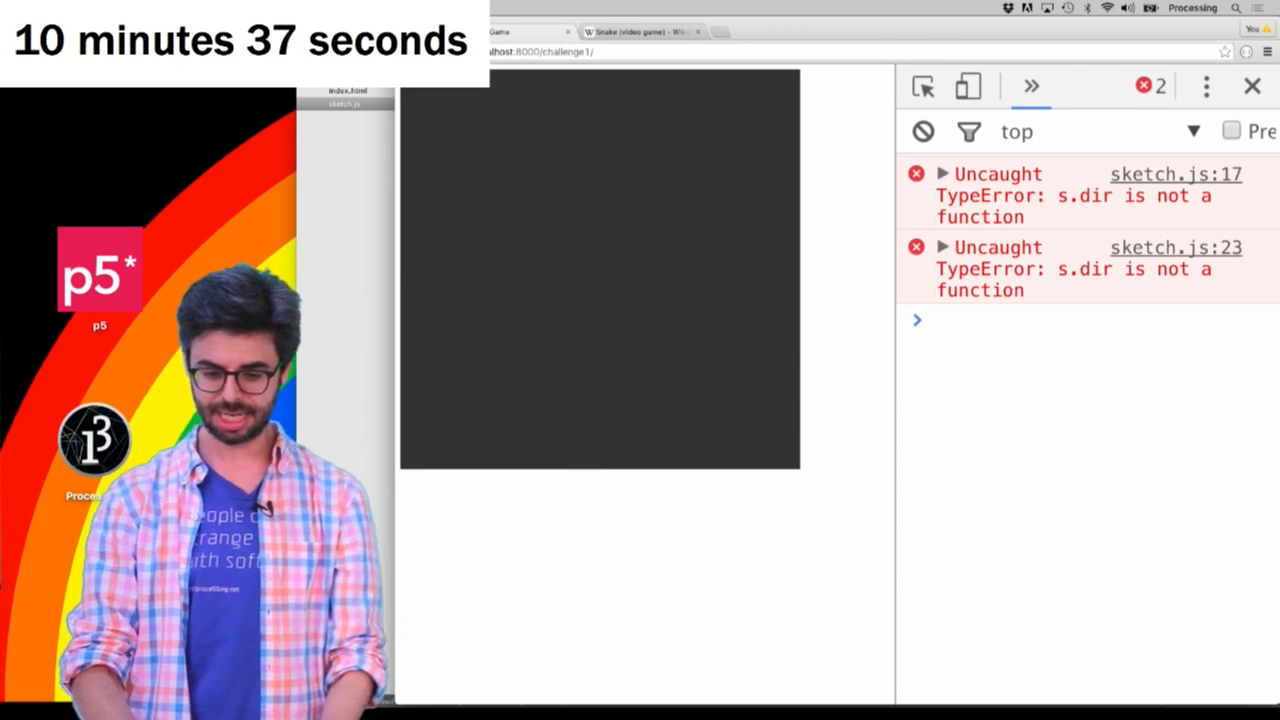 10 minutes 37 seconds
Processing
Game
Snake (video game) - Wiki
You
lhost:8000/challenge1/
index.html
sketch.js
2
top
Pre
Uncaught sketch.js:17
TypeError: s.dir is not a
function
Uncaught sketch.js:23
TypeError: s.dir is not a
function
p5*
p5
Proces
eople c
trange
ith soft
processing.net